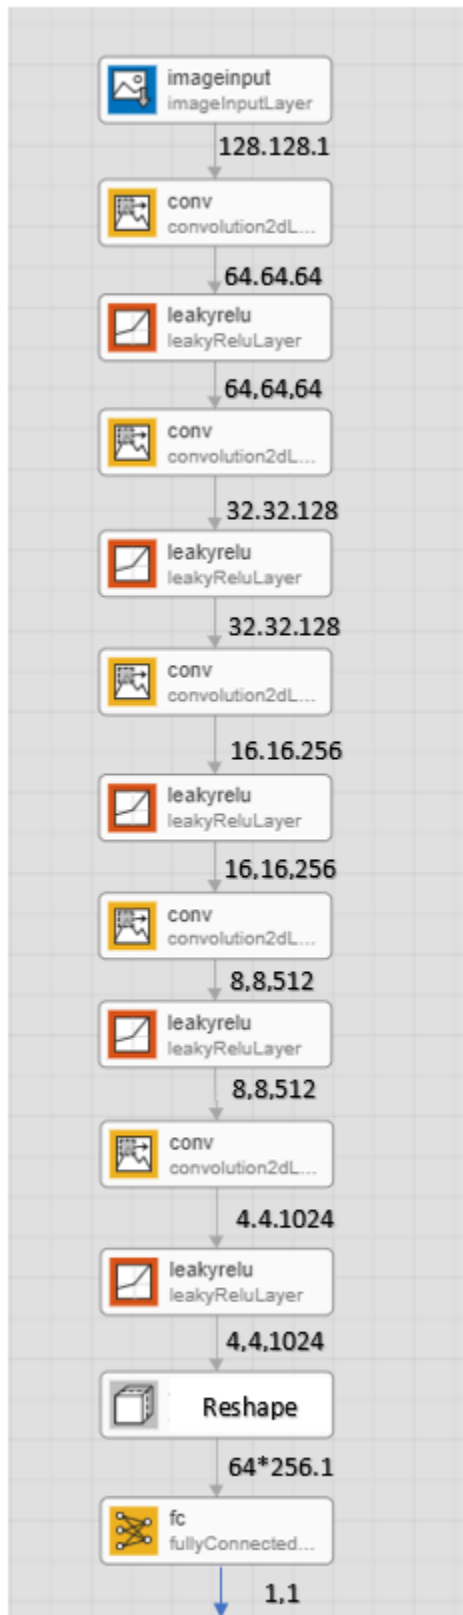 imageinput
imageInputLayer
128.128.1
conv
convolution2dL...
64.64.64
leakyrelu
leakyReluLayer
64,64,64
conv
convolution2dL...
32.32.128
leakyrelu
leakyReluLayer
32.32.128
conv
convolution2dL...
16.16.256
leakyrelu
leakyReluLayer
16,16,256
conv
convolution2dL...
8,8,512
leakyrelu
leakyReluLayer
8,8,512
conv
convolution2dL...
4.4.1024
leakyrelu
leakyReluLayer
4,4,1024
Reshape
64*256.1
fc
fullyConnected...
1,1